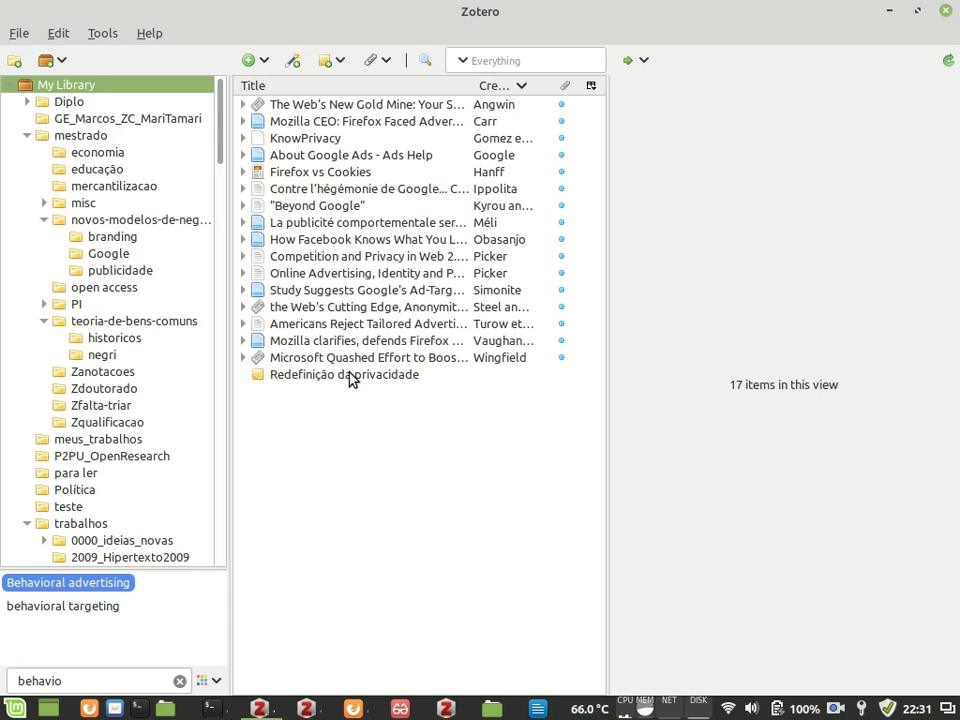 Zotero
File Edit Tools Help
Everything
My Library
Diplo
GE_Marcos_ZC_MariTamari
mestrado
economia
educação
mercantilizacao
misc
novos-modelos-de-neg...
branding
Google
publicidade
open access
PI
teoria-de-bens-comuns
historicos
negri
Zanotacoes
Zdoutorado
Zfalta-triar
Zqualificacao
meus_trabalhos
P2PU_OpenResearch
para ler
Política
teste
trabalhos
0000_ideias_novas
2009_Hipertexto2009
Behavioral advertising
behavioral targeting
behavio
Title Cre...
The Web's New Gold Mine: Your S... Angwin
Mozilla CEO: Firefox Faced Adver... Carr
KnowPrivacy Gomez e...
About Google Ads - Ads Help Google
Firefox vs Cookies Hanff
Contre l'hégémonie de Google... C... Ippolita
"Beyond Google" Kyrou an...
La publicité comportementale ser... Méli
How Facebook Knows What You L... Obasanjo
Competition and Privacy in Web 2.... Picker
Online Advertising, Identity and P... Picker
Study Suggests Google's Ad-Targ... Simonite
the Web's Cutting Edge, Anonymit... Steel an...
Americans Reject Tailored Adverti... Turow et...
Mozilla clarifies, defends Firefox ... Vaughan...
Microsoft Quashed Effort to Boos... Wingfield
Redefinição da privacidade
17 items in this view
66.0°C CPU MEM NET DISK 100% 22:31